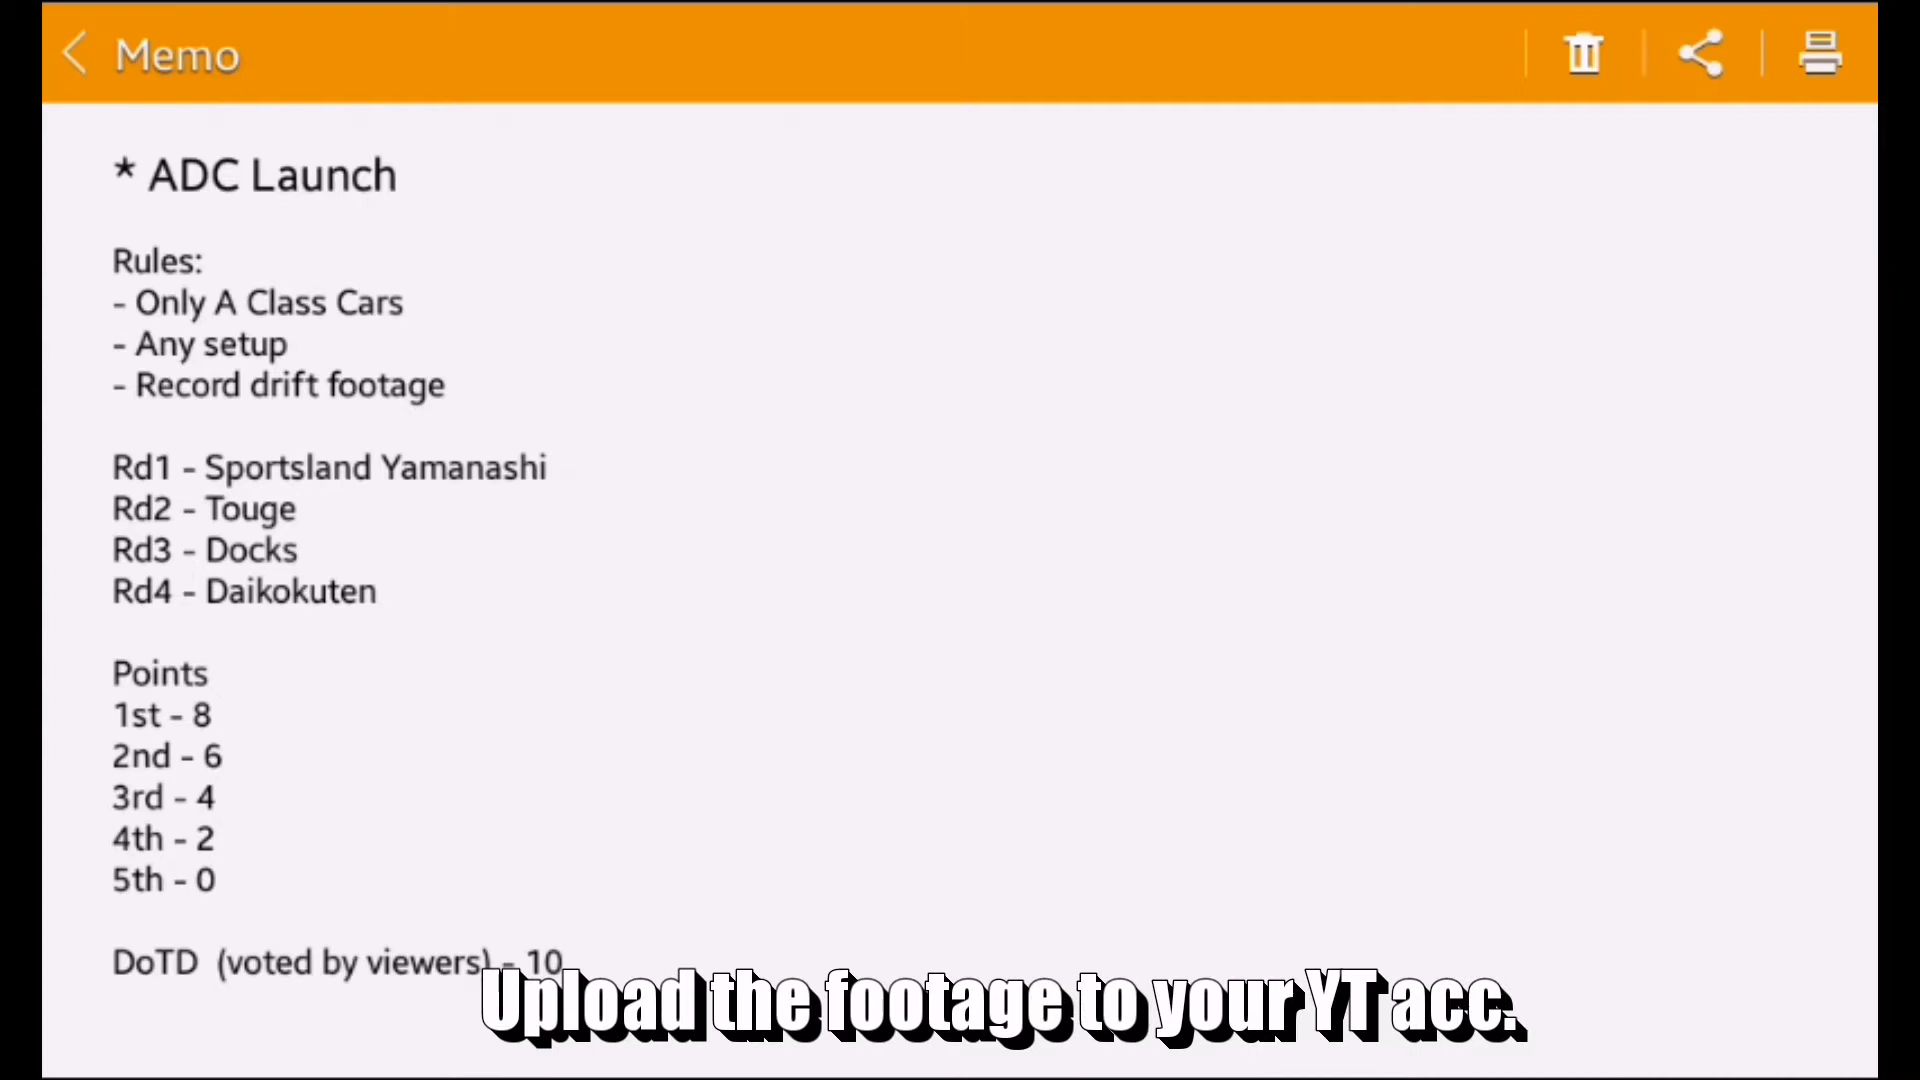 Memo
* ADC Launch
Rules:
- Only A Class Cars
- Any setup
- Record drift footage
Rd1 - Sportsland Yamanashi
Rd2 - Touge
Rd3 - Docks
Rd4 - Daikokuten
Points
1st - 8
2nd - 6
3rd - 4
4th - 2
5th - 0
DoTD (voted by viewers) - 10
Upload the footage to your YT acc.